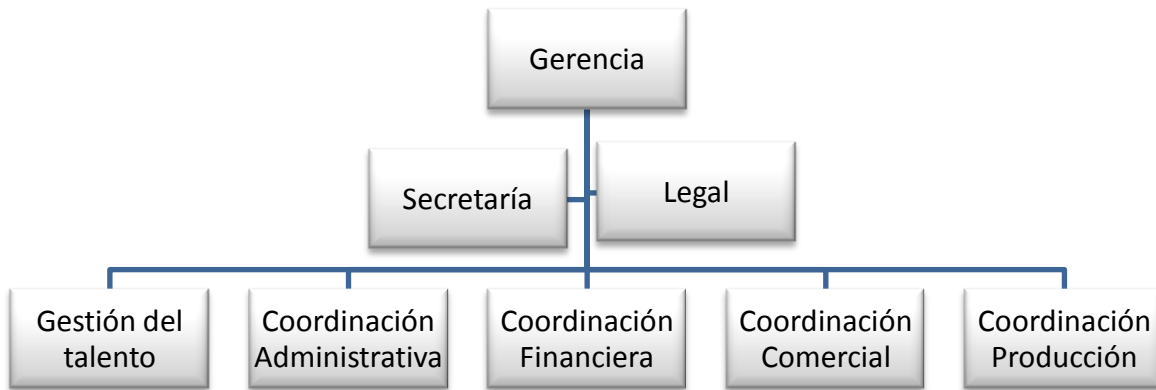 Gerencia
Secretaría
Legal
Gestión del
talento
Coordinación
Administrativa
Coordinación
Financiera
Coordinación
Comercial
Coordinación
Producción